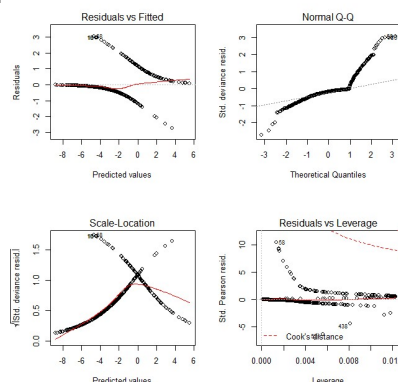 Residuals vs Fitted
Residuals
3
2
1
0
-1
-2
-3
-8 -6 -4 -2 0 2 4 6
Predicted values
Normal Q-Q
Std. deviance resid.
3
2
1
0
-1
-2
-3 -2 -1 0 1 2 3
Theoretical Quantiles
Scale-Location
√|Std. deviance resid.|
1.5
1.0
0.5
0.0
-8 -6 -4 -2 0 2 4 6
Predicted values
Residuals vs Leverage
Std. Pearson resid.
10
5
0
-5
58
438
Cook's distance
0.000 0.004 0.008 0.01
Leverage